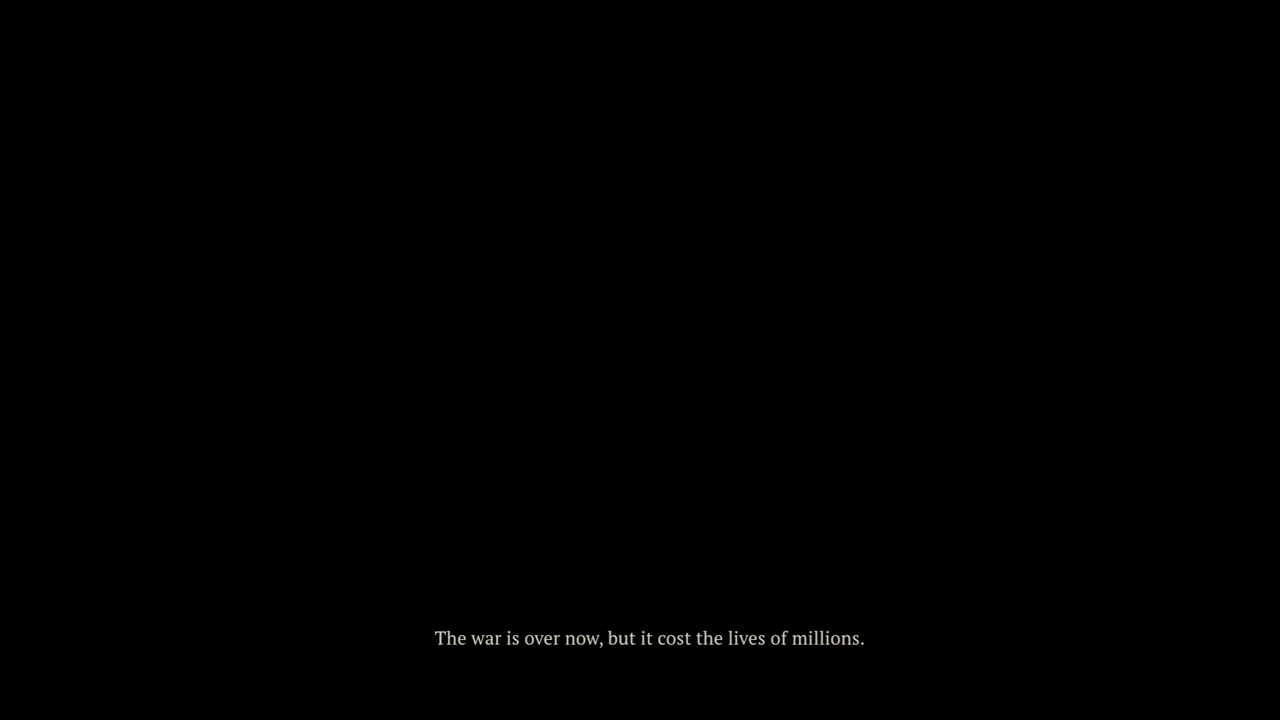 The war is over now, but it cost the lives of millions.